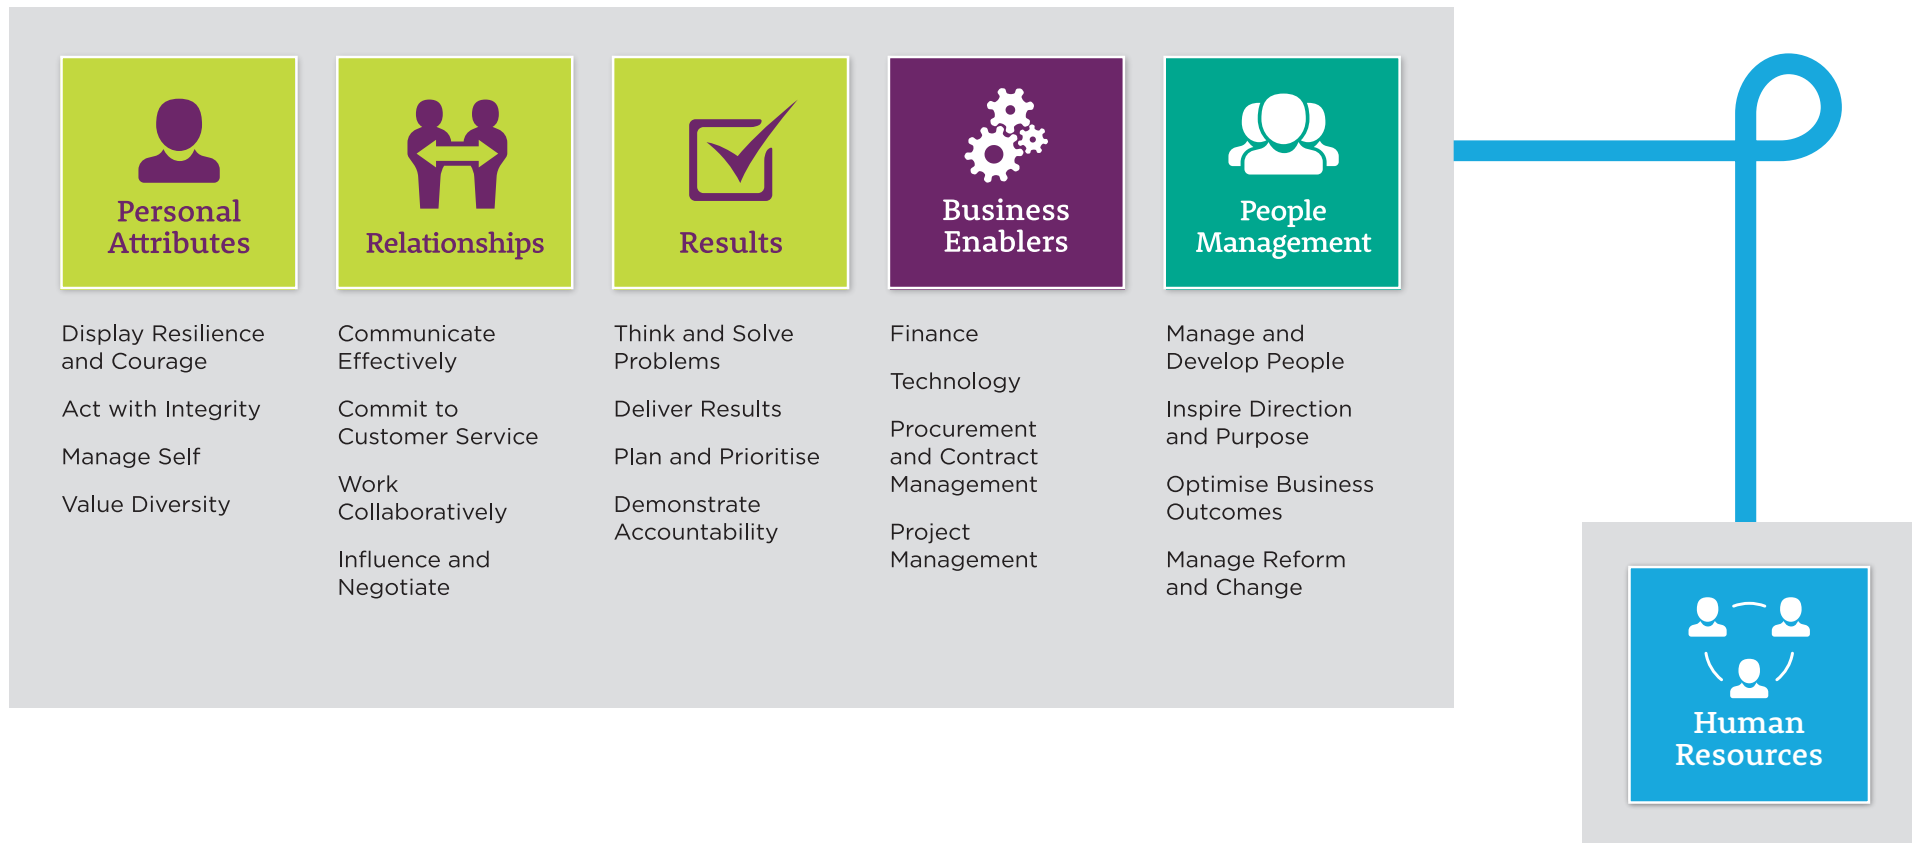 Personal
Attributes
Display Resilience
and Courage
Act with Integrity
Manage Self
Value Diversity
Relationships
Communicate
Effectively
Commit to
Customer Service
Work
Collaboratively
Influence and
Negotiate
Results
Think and Solve
Problems
Deliver Results
Plan and Prioritise
Demonstrate
Accountability
Business
Enablers
Finance
Technology
Procurement
and Contract
Management
Project
Management
People
Management
Manage and
Develop People
Inspire Direction
and Purpose
Optimise Business
Outcomes
Manage Reform
and Change
Human
Resources